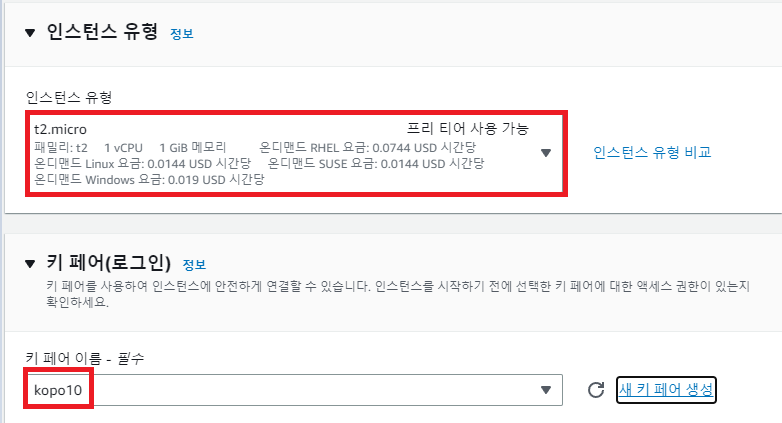 인스턴스 유형 정보
인스턴스 유형
t2.micro 프리 티어 사용 가능
패밀리: t2 1 vCPU 1 GiB 메모리 온디맨드 RHEL 요금: 0.0744 USD 시간당
온디맨드 Linux 요금: 0.0144 USD 시간당 온디맨드 SUSE 요금: 0.0144 USD 시간당
온디맨드 Windows 요금: 0.019 USD 시간당
인스턴스 유형 비교
키 페어(로그인) 정보
키 페어를 사용하여 인스턴스에 안전하게 연결할 수 있습니다. 인스턴스를 시작하기 전에 선택한 키 페어에 대한 액세스 권한이 있는지
확인하세요.
키 페어 이름 - 필수
kopo10
새 키 페어 생성